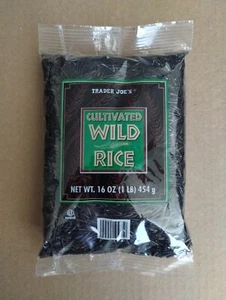 TRADER JOE'S
CULTIVATED
WILD
RICE
NET WT. 16 OZ (1 LB) 454 g